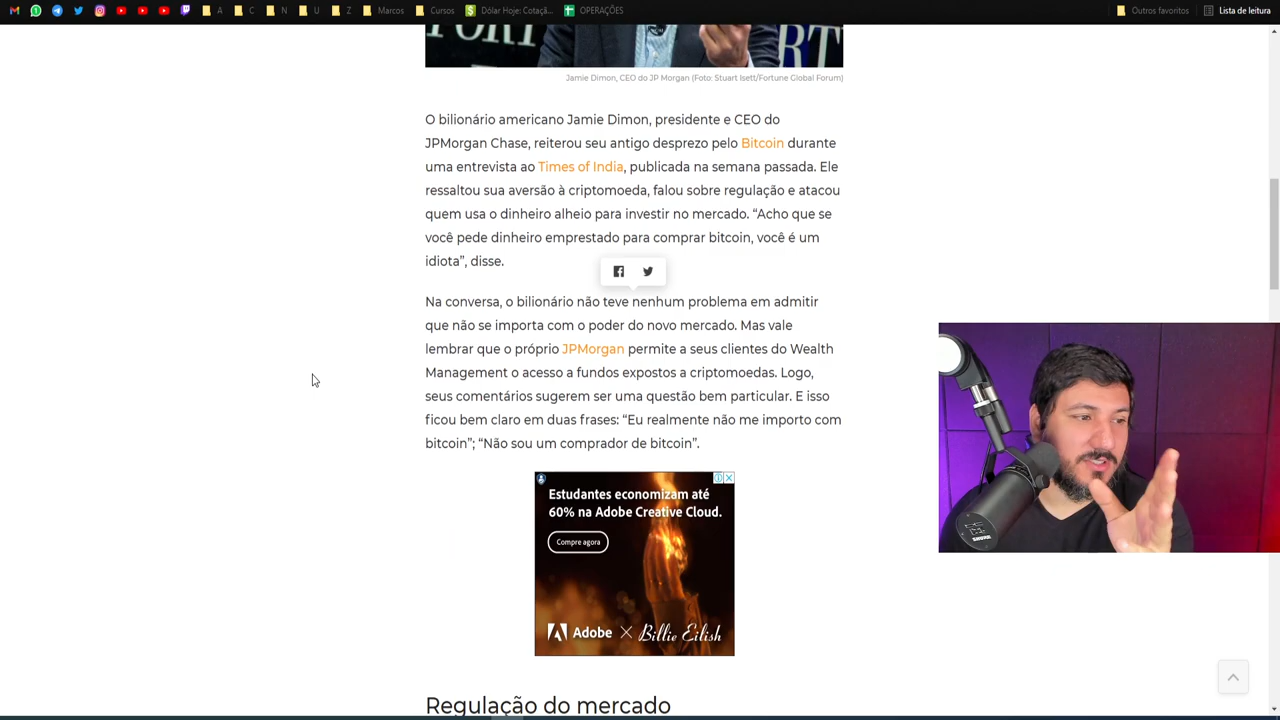 A
C
N
U
Z
Marcos
Cursos
Dólar Hoje: Cotaçã...
OPERAÇÕES
Outros favoritos
Lista de leitura
Jamie Dimon, CEO do JP Morgan (Foto: Stuart Isett/Fortune Global Forum)
O bilionário americano Jamie Dimon, presidente e CEO do
JPMorgan Chase, reiterou seu antigo desprezo pelo Bitcoin durante
uma entrevista ao Times of India, publicada na semana passada. Ele
ressaltou sua aversão à criptomoeda, falou sobre regulação e atacou
quem usa o dinheiro alheio para investir no mercado. “Acho que se
você pede dinheiro emprestado para comprar bitcoin, você é um
idiota”, disse.
Na conversa, o bilionário não teve nenhum problema em admitir
que não se importa com o poder do novo mercado. Mas vale
lembrar que o próprio JPMorgan permite a seus clientes do Wealth
Management o acesso a fundos expostos a criptomoedas. Logo,
seus comentários sugerem ser uma questão bem particular. E isso
ficou bem claro em duas frases: “Eu realmente não me importo com
bitcoin”; “Não sou um comprador de bitcoin”.
Estudantes economizam até
60% na Adobe Creative Cloud.
Compre agora
Adobe × Billie Eilish
SHURE
Regulação do mercado